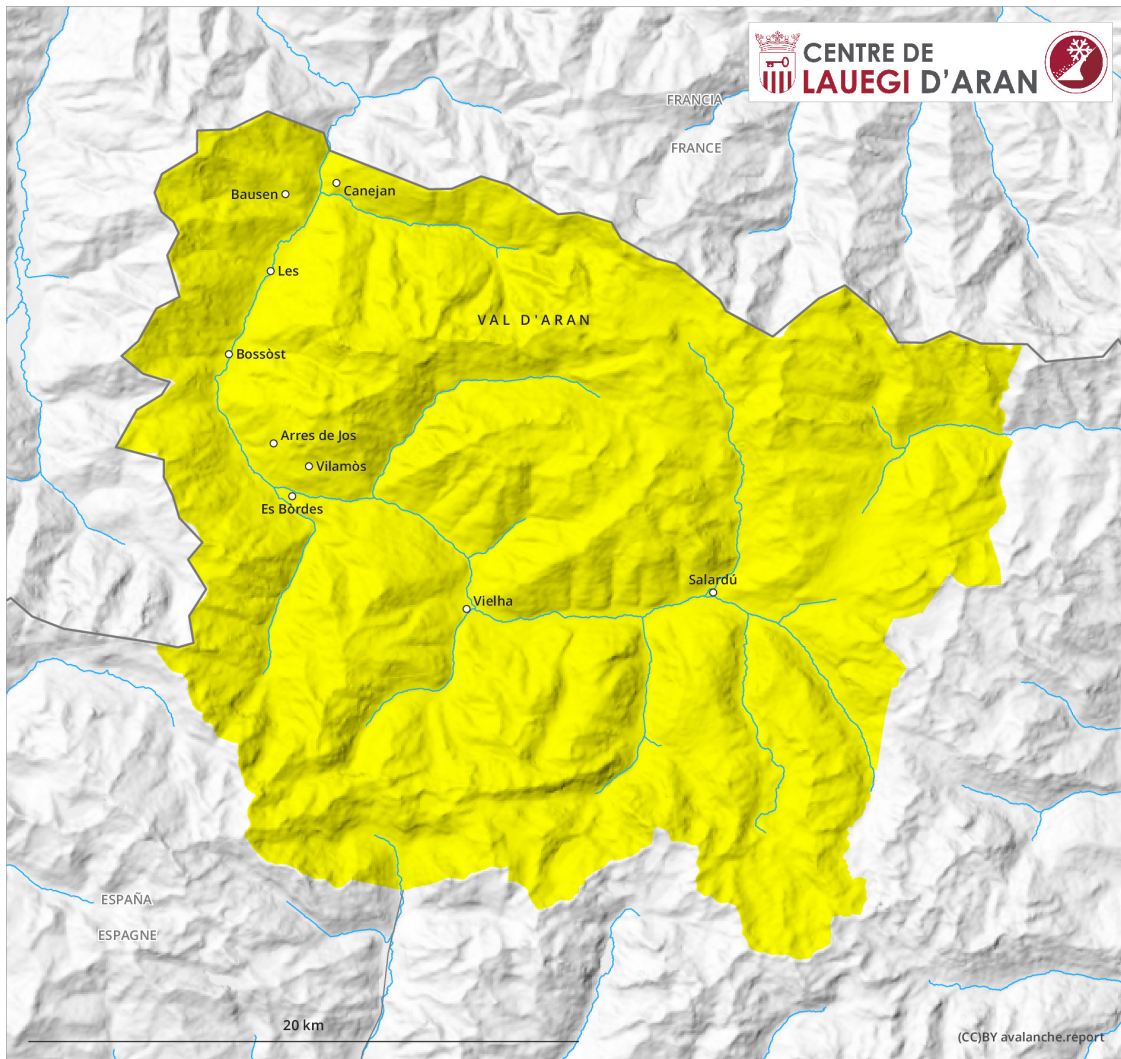 CENTRE DE
LAUEGI D'ARAN
FRANCIA
FRANCE
Bausen
Canejan
Les
VAL D'ARAN
Bossòst
Arres de Jos
Vilamòs
Es Bòrdes
Salardú
Vielha
ESPAÑA
ESPAGNE
20 km
(CC)BY avalanche.report